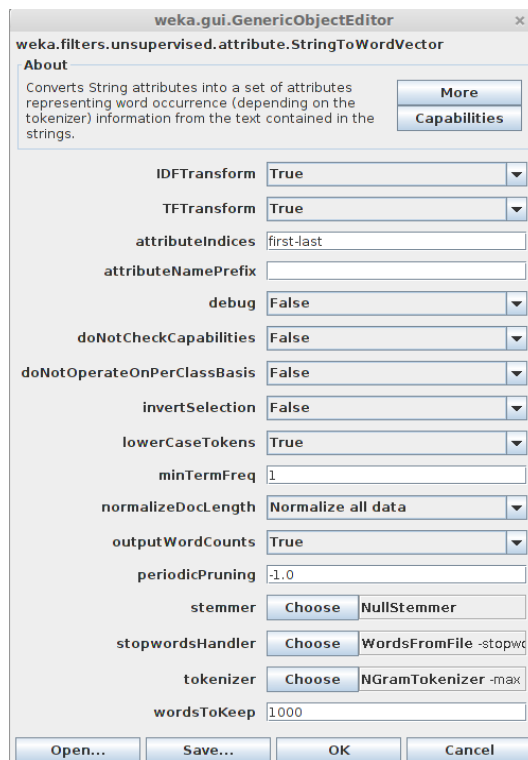 weka.gui.GenericObjectEditor ×
weka.filters.unsupervised.attribute.StringToWordVector
About
Converts String attributes into a set of attributes
representing word occurrence (depending on the
tokenizer) information from the text contained in the
strings.
More
Capabilities
IDFTransform True
TFTransform True
attributeIndices first-last
attributeNamePrefix
debug False
doNotCheckCapabilities False
doNotOperateOnPerClassBasis False
invertSelection False
lowerCaseTokens True
minTermFreq 1
normalizeDocLength Normalize all data
outputWordCounts True
periodicPruning -1.0
stemmer Choose NullStemmer
stopwordsHandler Choose WordsFromFile -stopwo
tokenizer Choose NGramTokenizer -max
wordsToKeep 1000
Open... Save... OK Cancel